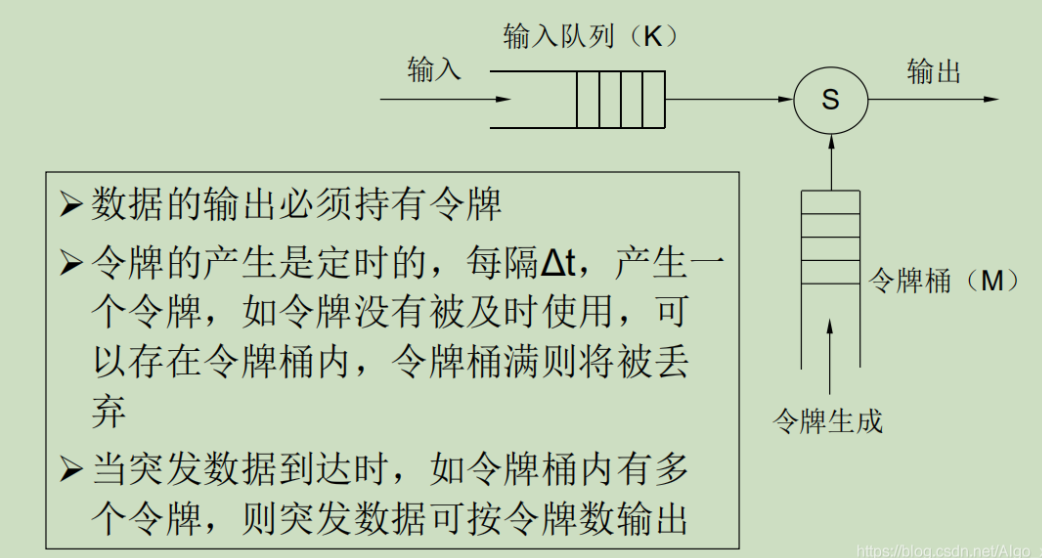 输入队列（K）
输入
输出
S
➢数据的输出必须持有令牌
➢令牌的产生是定时的，每隔Δt，产生一
个令牌，如令牌没有被及时使用，可
以存在令牌桶内，令牌桶满则将被丢
弃
➢当突发数据到达时，如令牌桶内有多
个令牌，则突发数据可按令牌数输出
令牌桶（M）
令牌生成